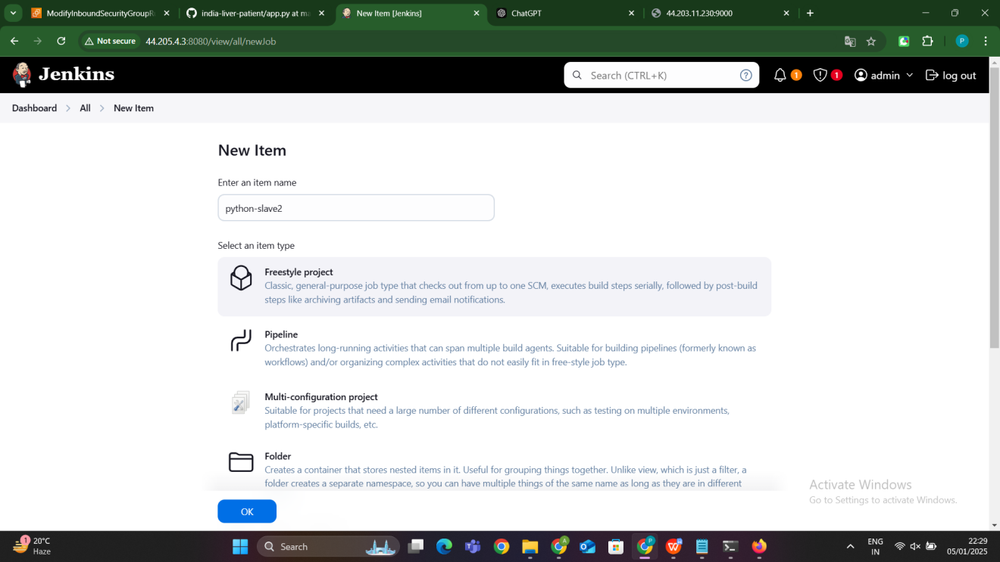 ModifyInboundSecurityGroupR
india-liver-patient/app.py at ma
New Item [Jenkins]
ChatGPT
44.203.11.230:9000
Not secure
44.205.4.3:8080/view/all/newJob
P
Jenkins
Search (CTRL+K)
?
1
1
admin
log out
Dashboard
All
New Item
New Item
Enter an item name
python-slave2
Select an item type
Freestyle project
Classic, general-purpose job type that checks out from up to one SCM, executes build steps serially, followed by post-build
steps like archiving artifacts and sending email notifications.
Pipeline
Orchestrates long-running activities that can span multiple build agents. Suitable for building pipelines (formerly known as
workflows) and/or organizing complex activities that do not easily fit in free-style job type.
Multi-configuration project
Suitable for projects that need a large number of different configurations, such as testing on multiple environments,
platform-specific builds, etc.
Folder
Creates a container that stores nested items in it. Useful for grouping things together. Unlike view, which is just a filter, a
folder creates a separate namespace, so you can have multiple things of the same name as long as they are in different
OK
Activate Windows
Go to Settings to activate Windows.
1
20°C
Haze
Search
A
P
ENG
IN
22:29
05/01/2025